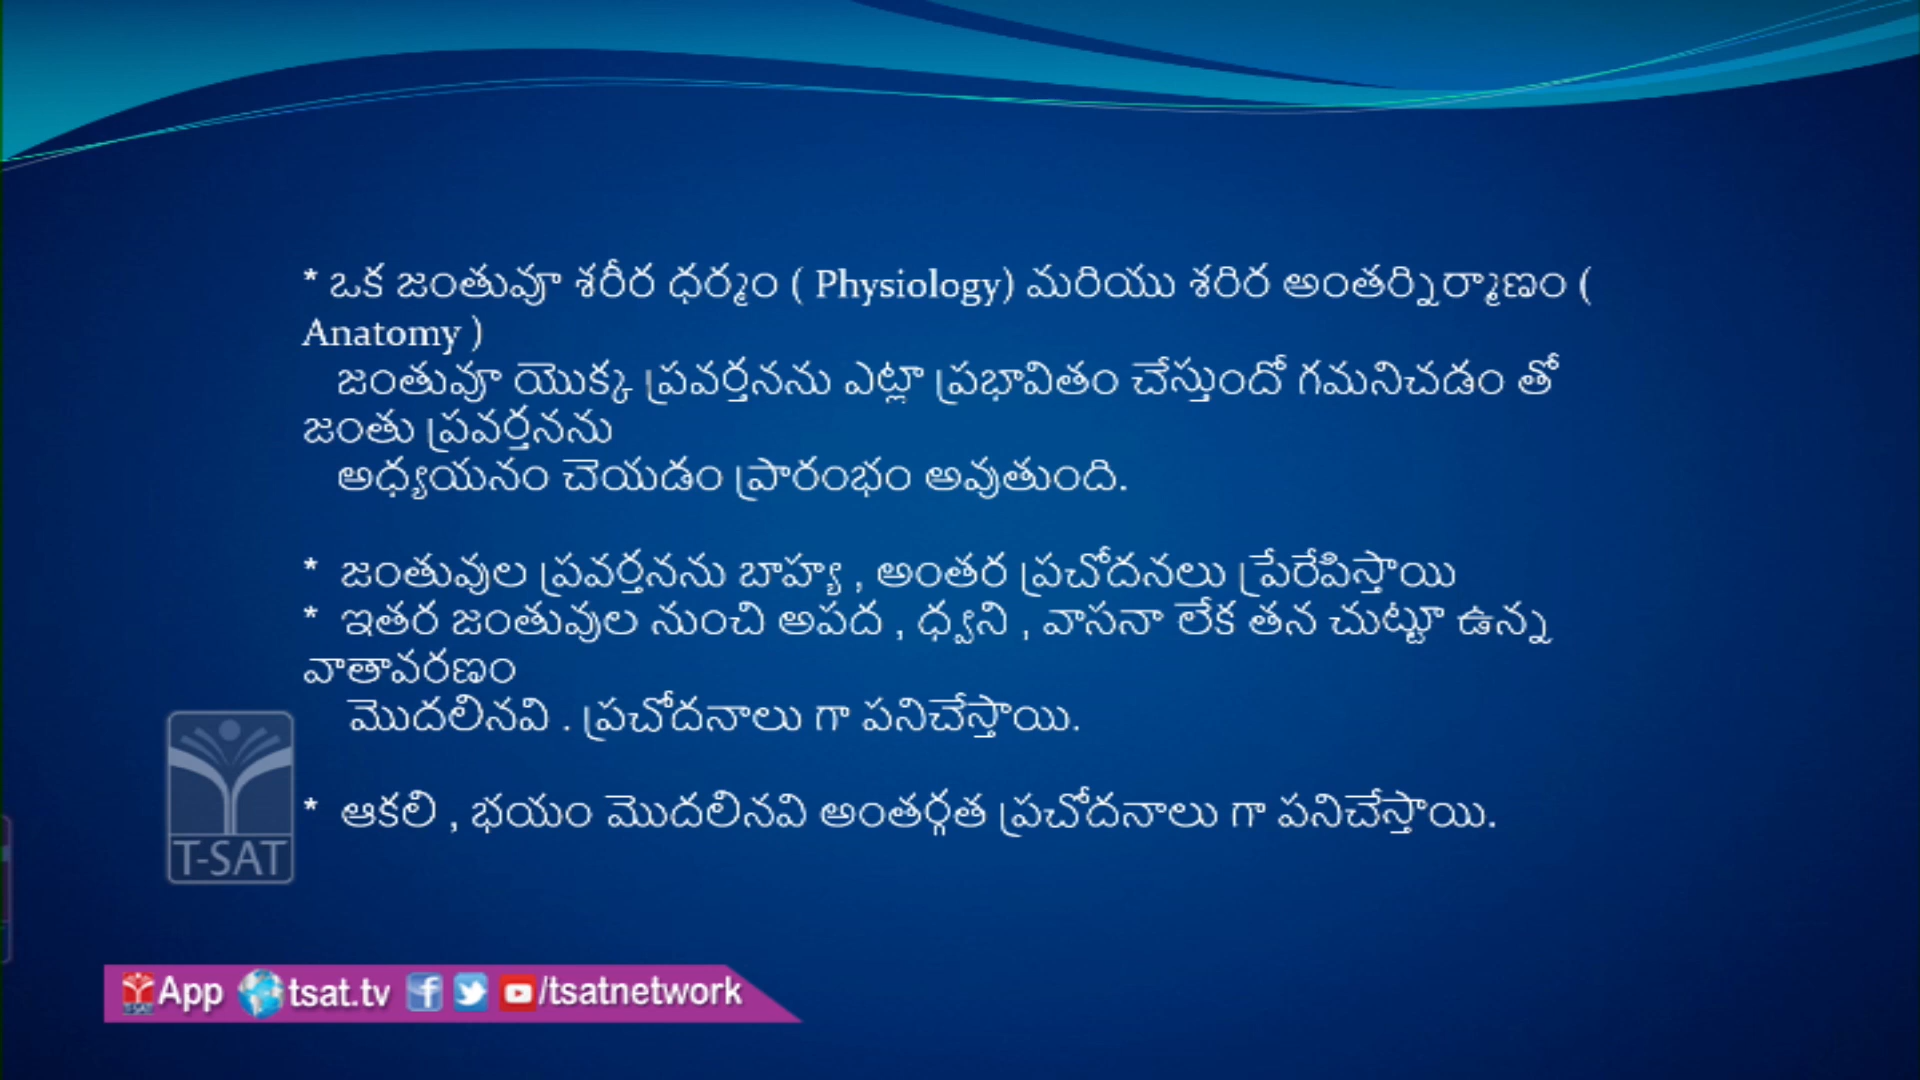 * ఒక జంతువూ శరీర ధర్మం ( Physiology) మరియు శరిర అంతర్నిర్మాణం (
Anatomy )
జంతువూ యొక్క ప్రవర్తనను ఎట్లా ప్రభావితం చేస్తుందో గమనిచడం తో
జంతు ప్రవర్తనను
అధ్యయనం చెయడం ప్రారంభం అవుతుంది.
* జంతువుల ప్రవర్తనను బాహ్య , అంతర ప్రచోదనలు ప్రేరేపిస్తాయి
* ఇతర జంతువుల నుంచి అపద , ధ్వని , వాసనా లేక తన చుట్టూ ఉన్న
వాతావరణం
మొదలినవి . ప్రచోదనాలు గా పనిచేస్తాయి.
* ఆకలి , భయం మొదలినవి అంతర్గత ప్రచోదనాలు గా పనిచేస్తాయి.
T-SAT
App tsat.tv /tsatnetwork